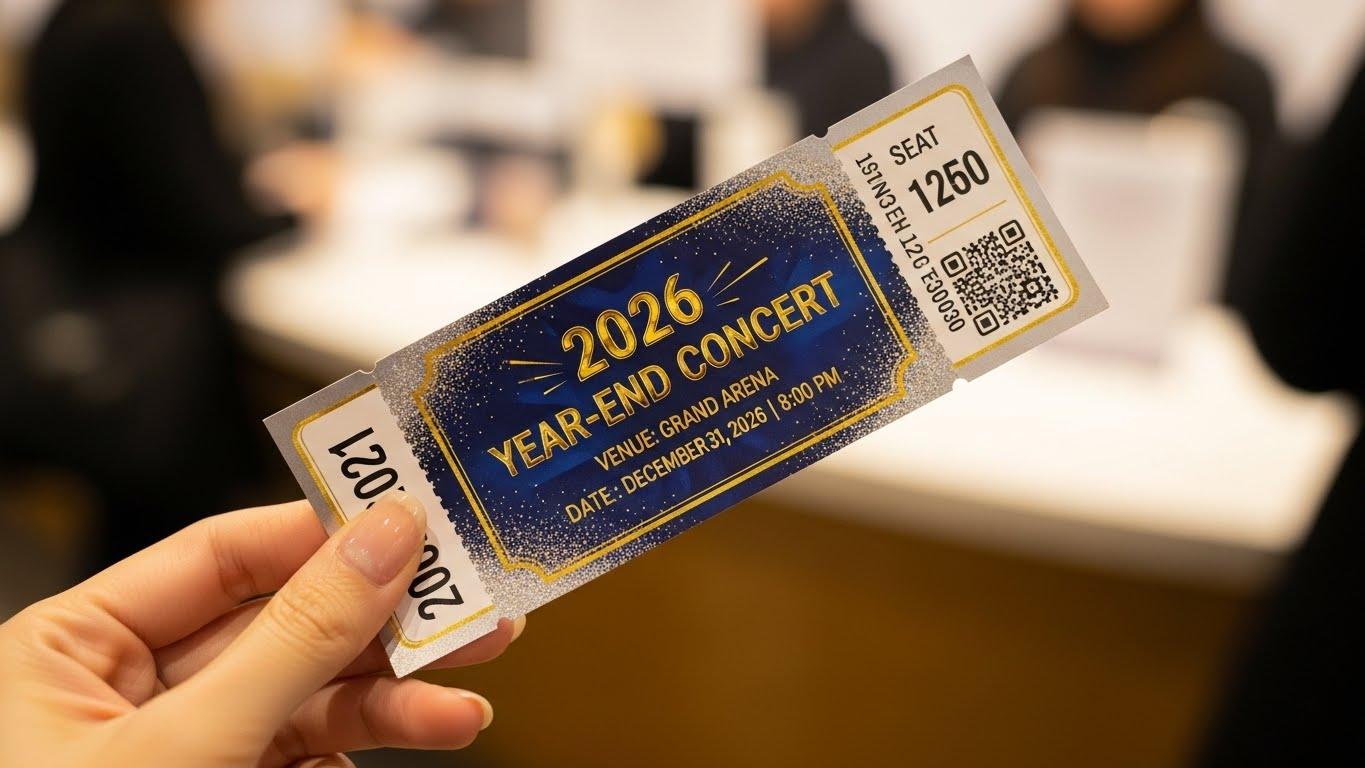 2026
YEAR-END CONCERT
VENUE: GRAND ARENA
DATE: DECEMBER 31, 2026 | 8:00 PM
SEAT
1250